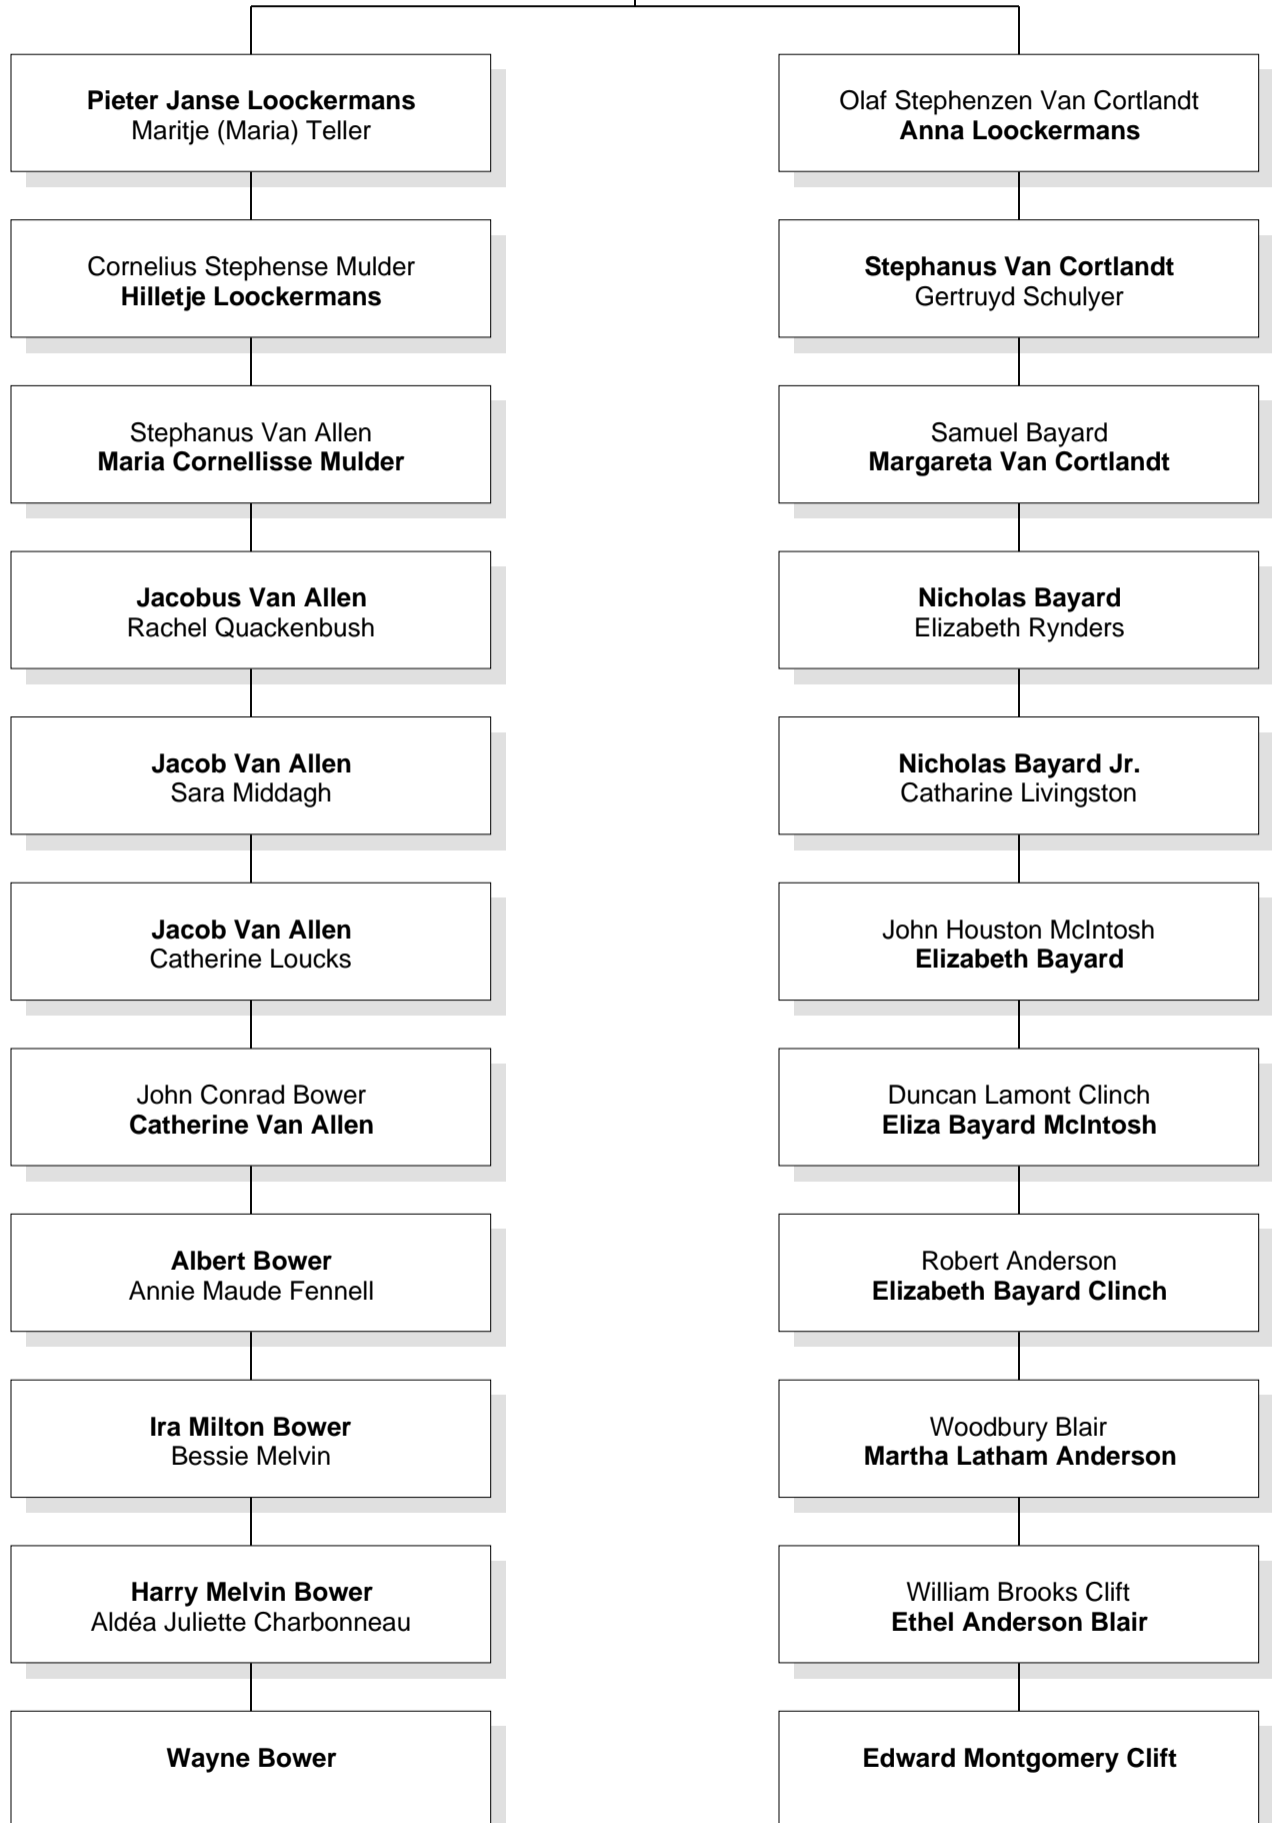 Pieter Janse Loockermans
Maritje (Maria) Teller
Olaf Stephenzen Van Cortlandt
Anna Loockermans
Cornelius Stephense Mulder
Hilletje Loockermans
Stephanus Van Cortlandt
Gertruyd Schulyer
Stephanus Van Allen
Maria Cornellisse Mulder
Samuel Bayard
Margareta Van Cortlandt
Jacobus Van Allen
Rachel Quackenbush
Nicholas Bayard
Elizabeth Rynders
Jacob Van Allen
Sara Middagh
Nicholas Bayard Jr.
Catharine Livingston
Jacob Van Allen
Catherine Loucks
John Houston McIntosh
Elizabeth Bayard
John Conrad Bower
Catherine Van Allen
Duncan Lamont Clinch
Eliza Bayard McIntosh
Albert Bower
Annie Maude Fennell
Robert Anderson
Elizabeth Bayard Clinch
Ira Milton Bower
Bessie Melvin
Woodbury Blair
Martha Latham Anderson
Harry Melvin Bower
Aldéa Juliette Charbonneau
William Brooks Clift
Ethel Anderson Blair
Wayne Bower
Edward Montgomery Clift